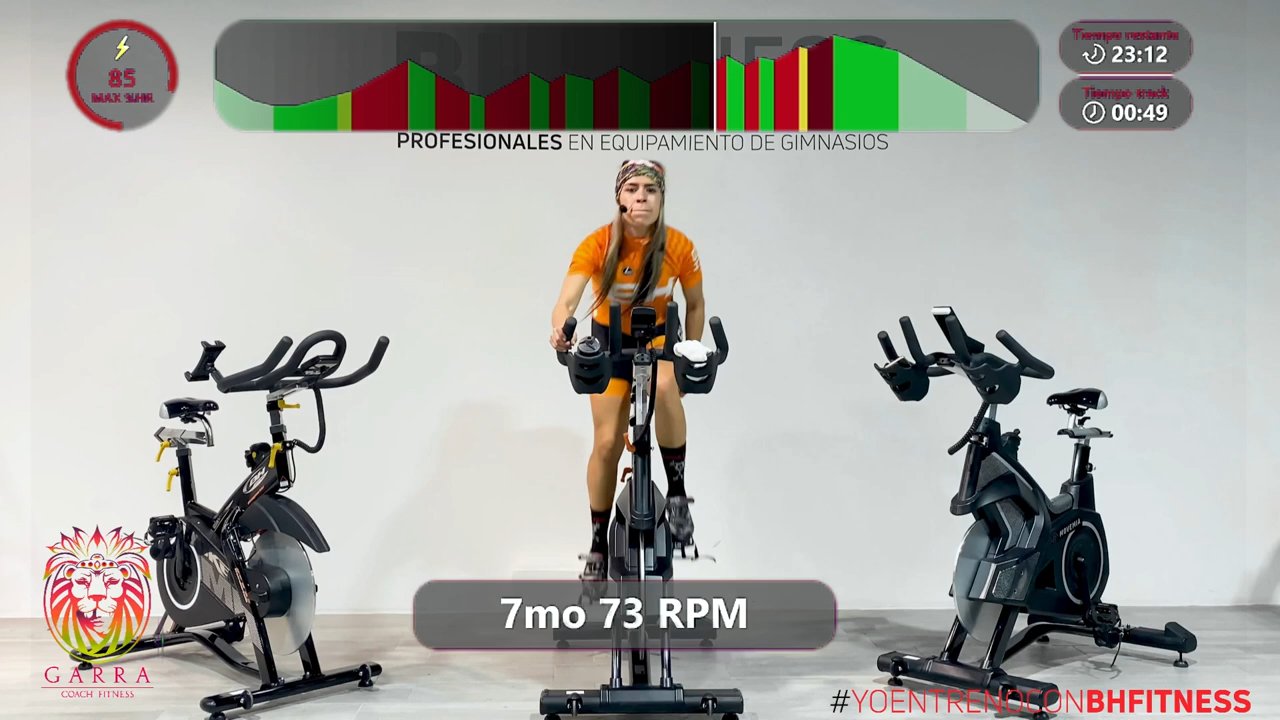 85
MAX %HR
Tiempo restante
23:12
Tiempo track
00:49
PROFESIONALES EN EQUIPAMIENTO DE GIMNASIOS
7mo 73 RPM
GARRA
COACH FITNESS
#YOENTRENOCONBHFITNESS